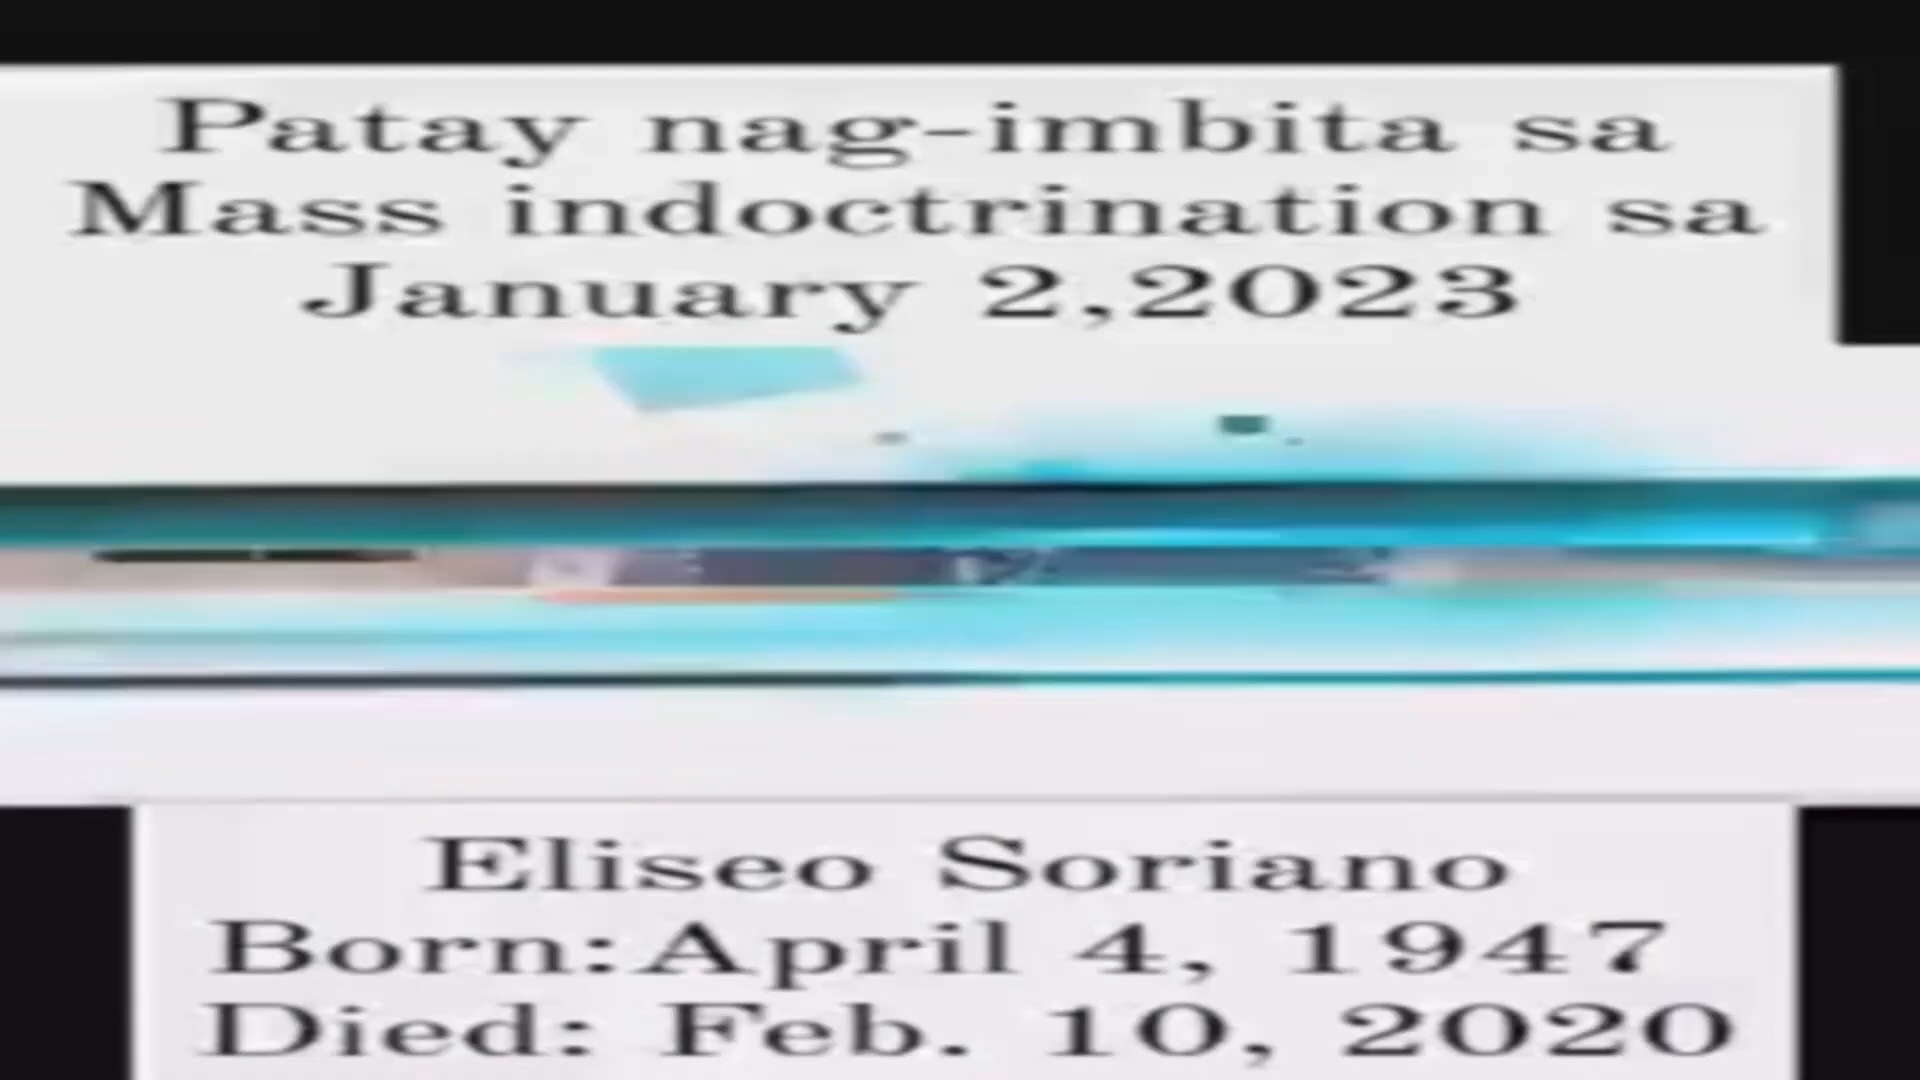 Patay nag-imbita sa
Mass indoctrination sa
January 2,2023
Eliseo Soriano
Born:April 4, 1947
Died: Feb. 10, 2020